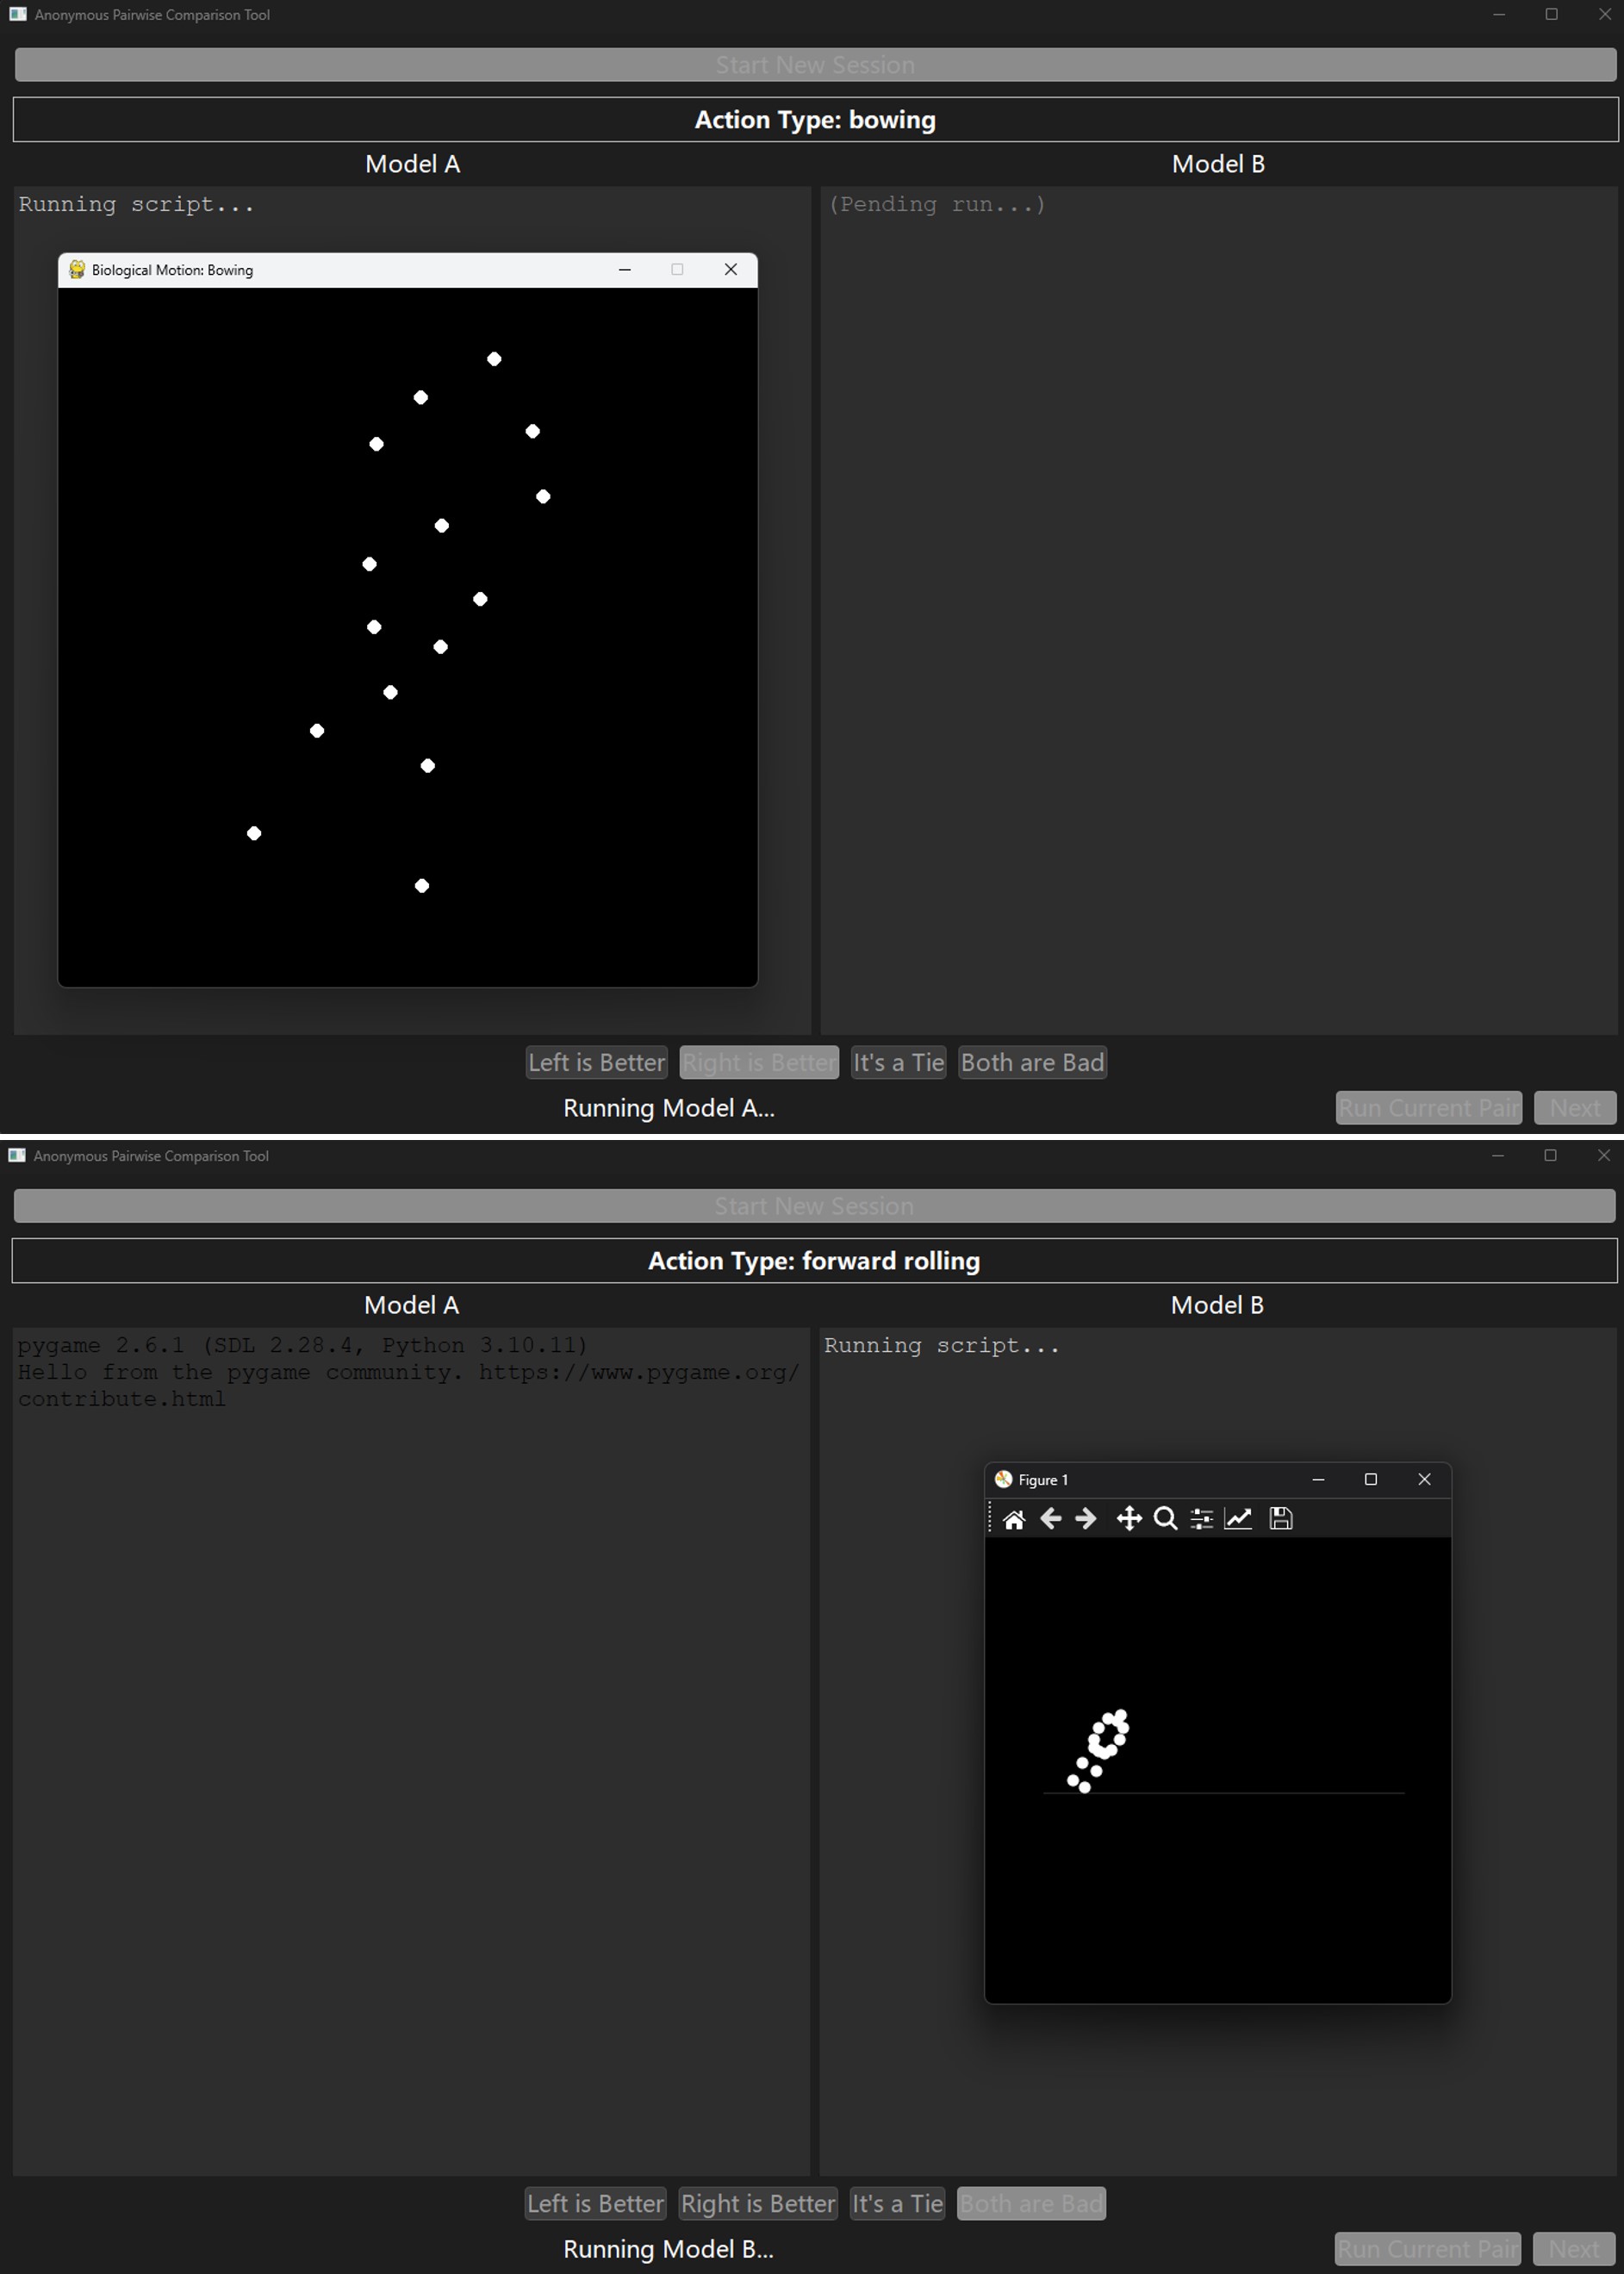 Anonymous Pairwise Comparison Tool
Start New Session
Action Type: bowing
Model A
Model B
Running script...
(Pending run...)
Biological Motion: Bowing
Left is Better
Right is Better
It's a Tie
Both are Bad
Running Model A...
Run Current Pair
Next
Anonymous Pairwise Comparison Tool
Start New Session
Action Type: forward rolling
Model A
Model B
pygame 2.6.1 (SDL 2.28.4, Python 3.10.11)
Hello from the pygame community. https://www.pygame.org/
contribute.html
Running script...
Figure 1
Left is Better
Right is Better
It's a Tie
Both are Bad
Running Model B...
Run Current Pair
Next